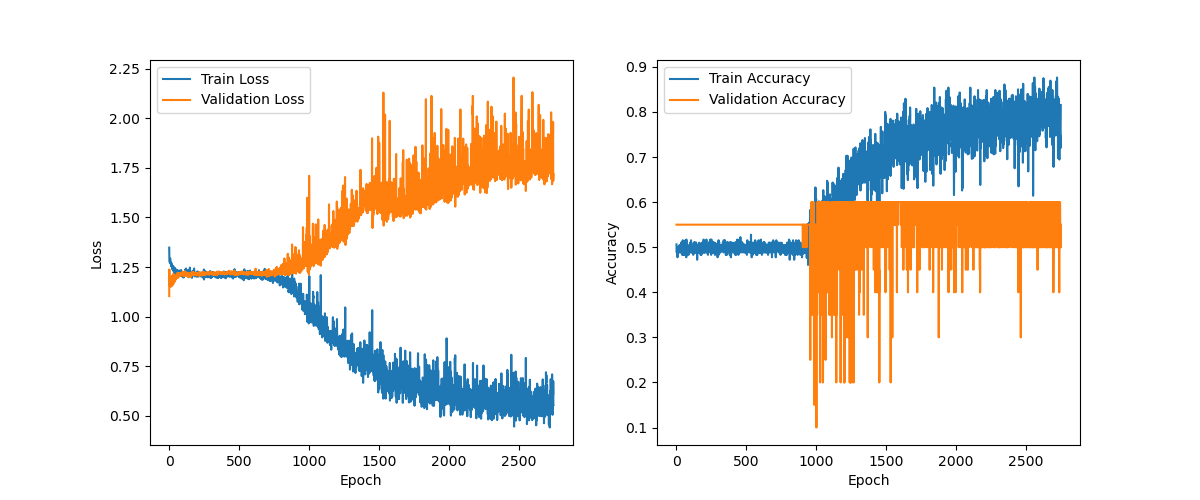 Train Loss
Validation Loss
2.25
2.00
1.75
1.50
1.25
1.00
0.75
0.50
Loss
0 500 1000 1500 2000 2500
Epoch
Train Accuracy
Validation Accuracy
0.9
0.8
0.7
0.6
0.5
0.4
0.3
0.2
0.1
Accuracy
0 500 1000 1500 2000 2500
Epoch